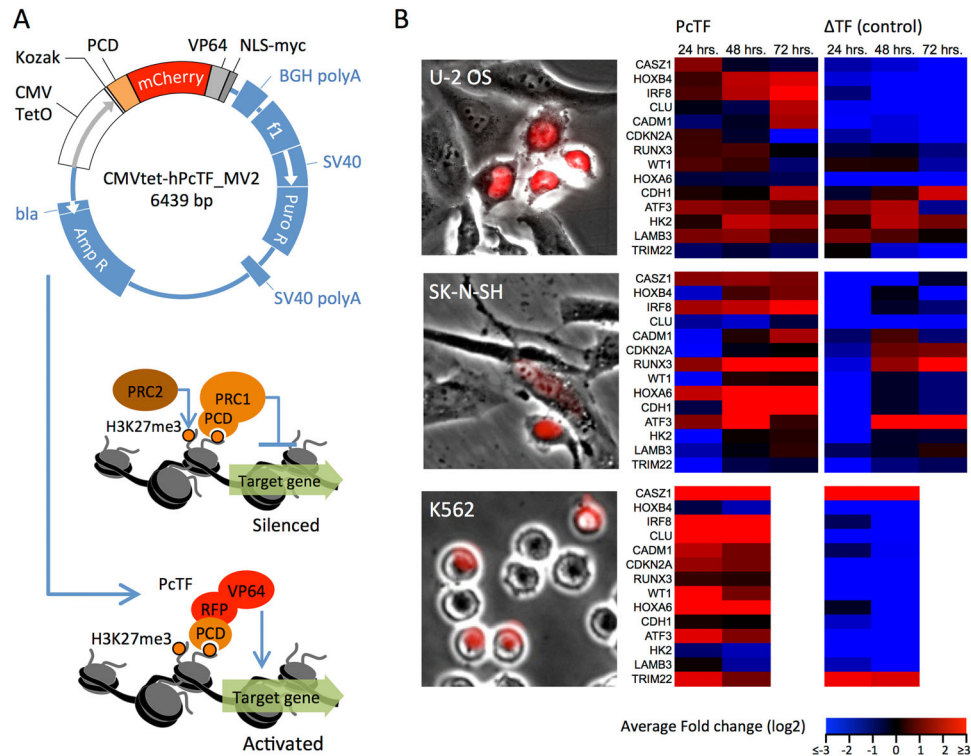 A
Kozak
PCD
mCherry
VP64
NLS-myc
BGH polyA
CMV
TetO
f1
SV40
CMVtet-hPcTF_MV2
6439 bp
bla
Amp R
Puro R
SV40 polyA
PRC2
PRC1
H3K27me3
PCD
Target gene
Silenced
PcTF
VP64
RFP
H3K27me3
PCD
Target gene
Activated
B
PcTF
ΔTF (control)
24 hrs. 48 hrs. 72 hrs.
24 hrs. 48 hrs. 72 hrs.
U-2 OS
CASZ1
HOXB4
IRF8
CLU
CADM1
CDKN2A
RUNX3
WT1
HOXA6
CDH1
ATF3
HK2
LAMB3
TRIM22
SK-N-SH
CASZ1
HOXB4
IRF8
CLU
CADM1
CDKN2A
RUNX3
WT1
HOXA6
CDH1
ATF3
HK2
LAMB3
TRIM22
K562
CASZ1
HOXB4
IRF8
CLU
CADM1
CDKN2A
RUNX3
WT1
HOXA6
CDH1
ATF3
HK2
LAMB3
TRIM22
Average Fold change (log2)
≤-3 -2 -1 0 1 2 ≥3